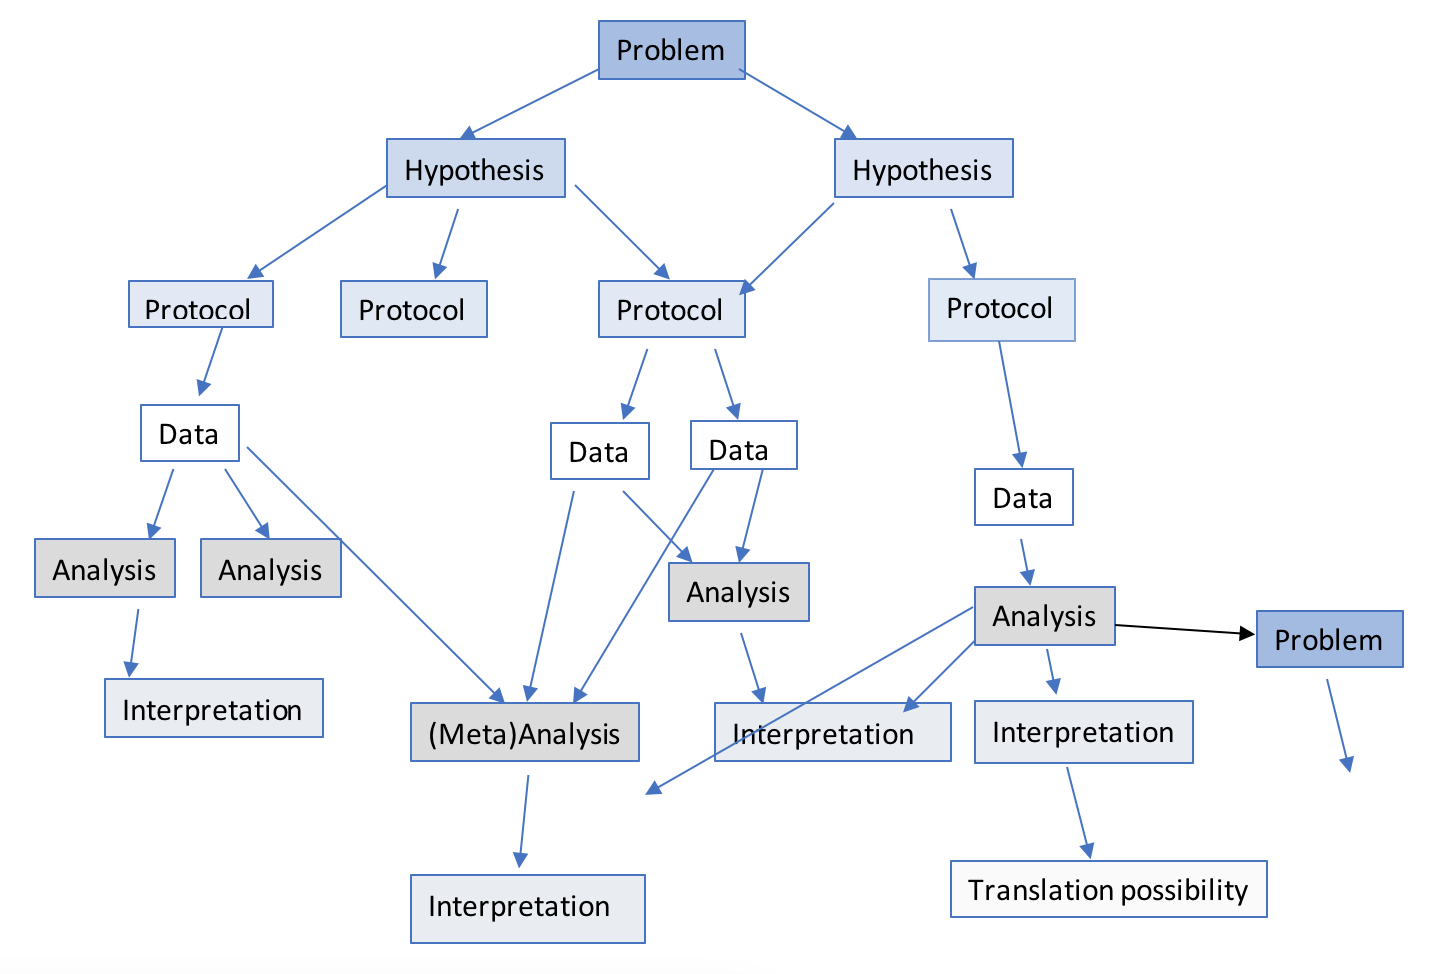 Problem
Hypothesis
Hypothesis
Protocol
Protocol
Protocol
Protocol
Data
Data
Data
Data
Analysis
Analysis
Analysis
Analysis
Problem
Interpretation
(Meta)Analysis
Interpretation
Interpretation
Interpretation
Translation possibility